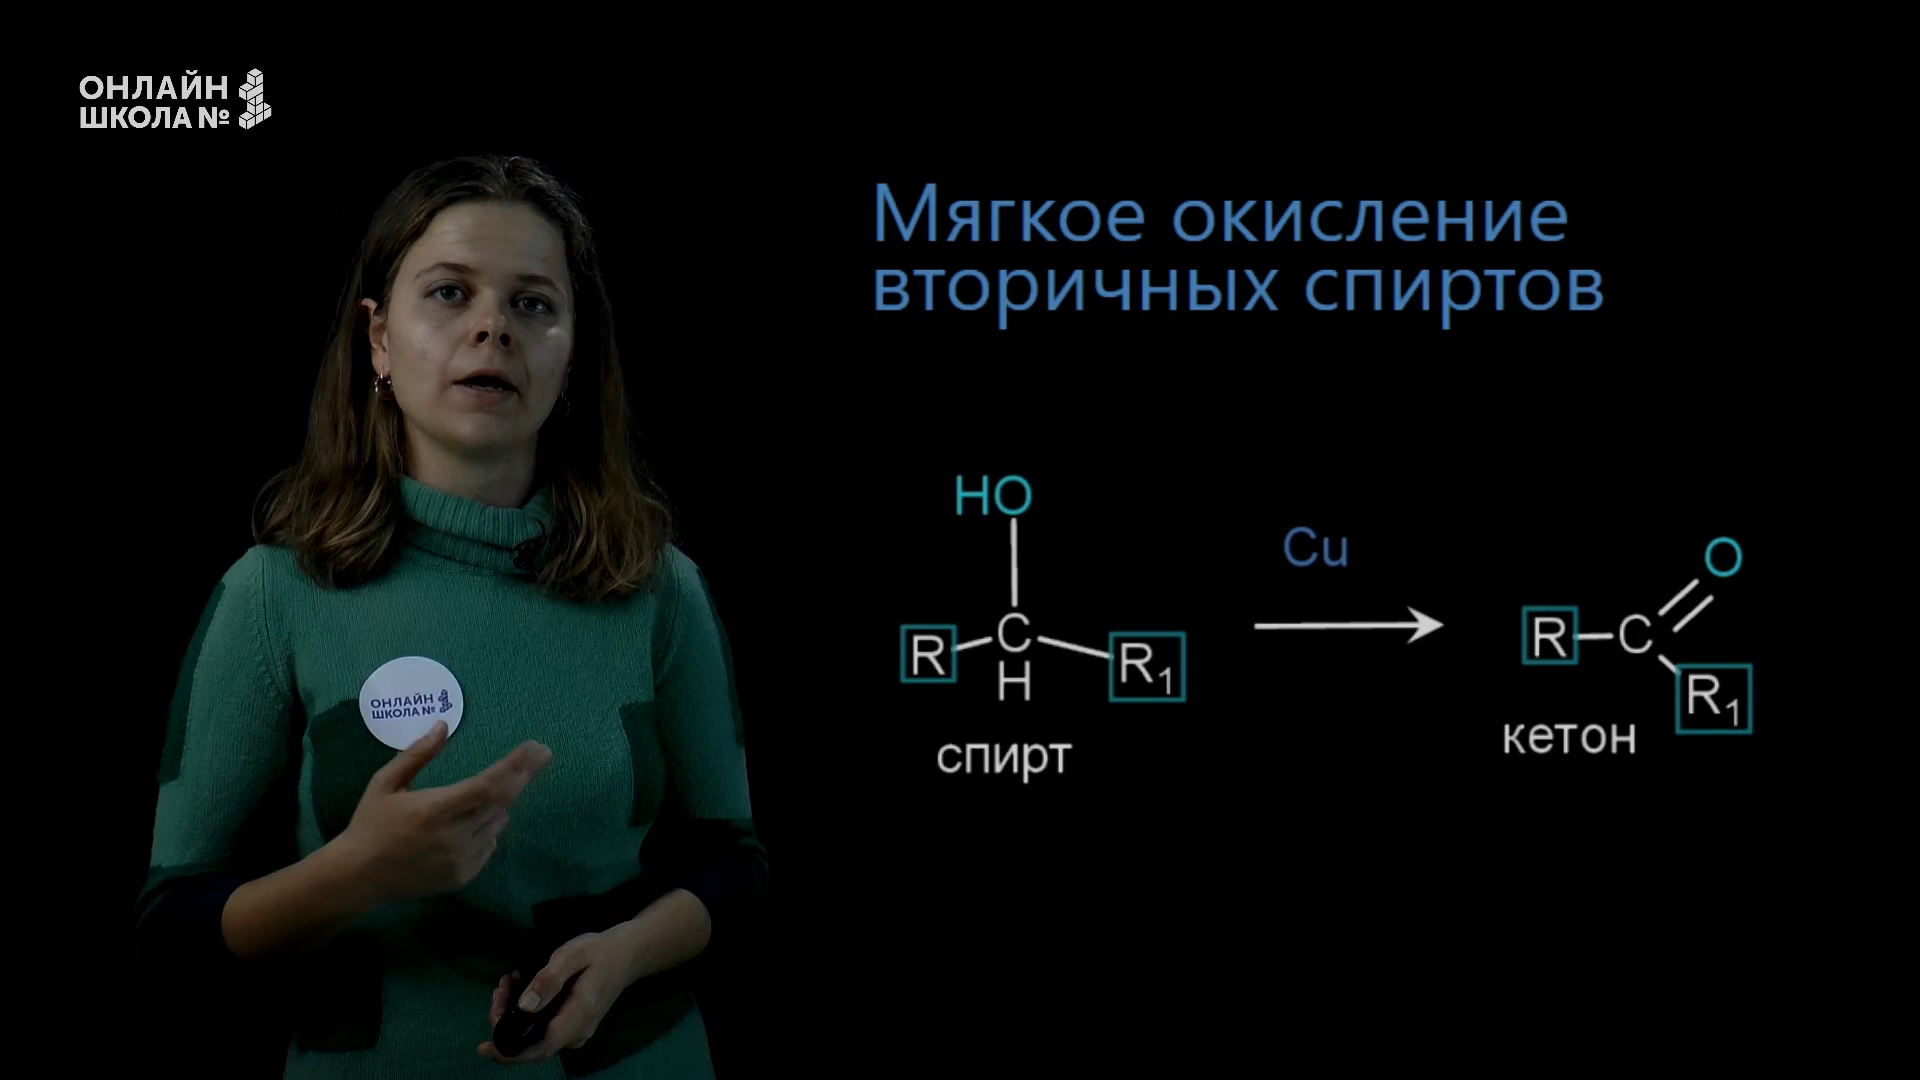 ОНЛАЙН
ШКОЛА №
Мягкое окисление
вторичных спиртов
HO
Cu
O
R C R1
H
R C
R1
спирт
кетон
ОНЛАЙН
ШКОЛА №